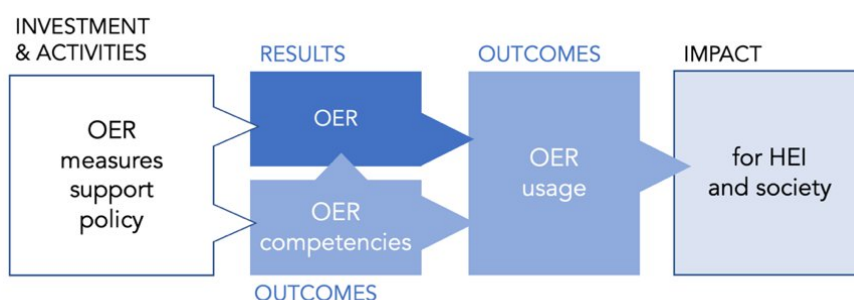 INVESTMENT
& ACTIVITIES
OER
measures
support
policy
RESULTS
OER
OER
competencies
OUTCOMES
OUTCOMES
OER
usage
IMPACT
for HEI
and society